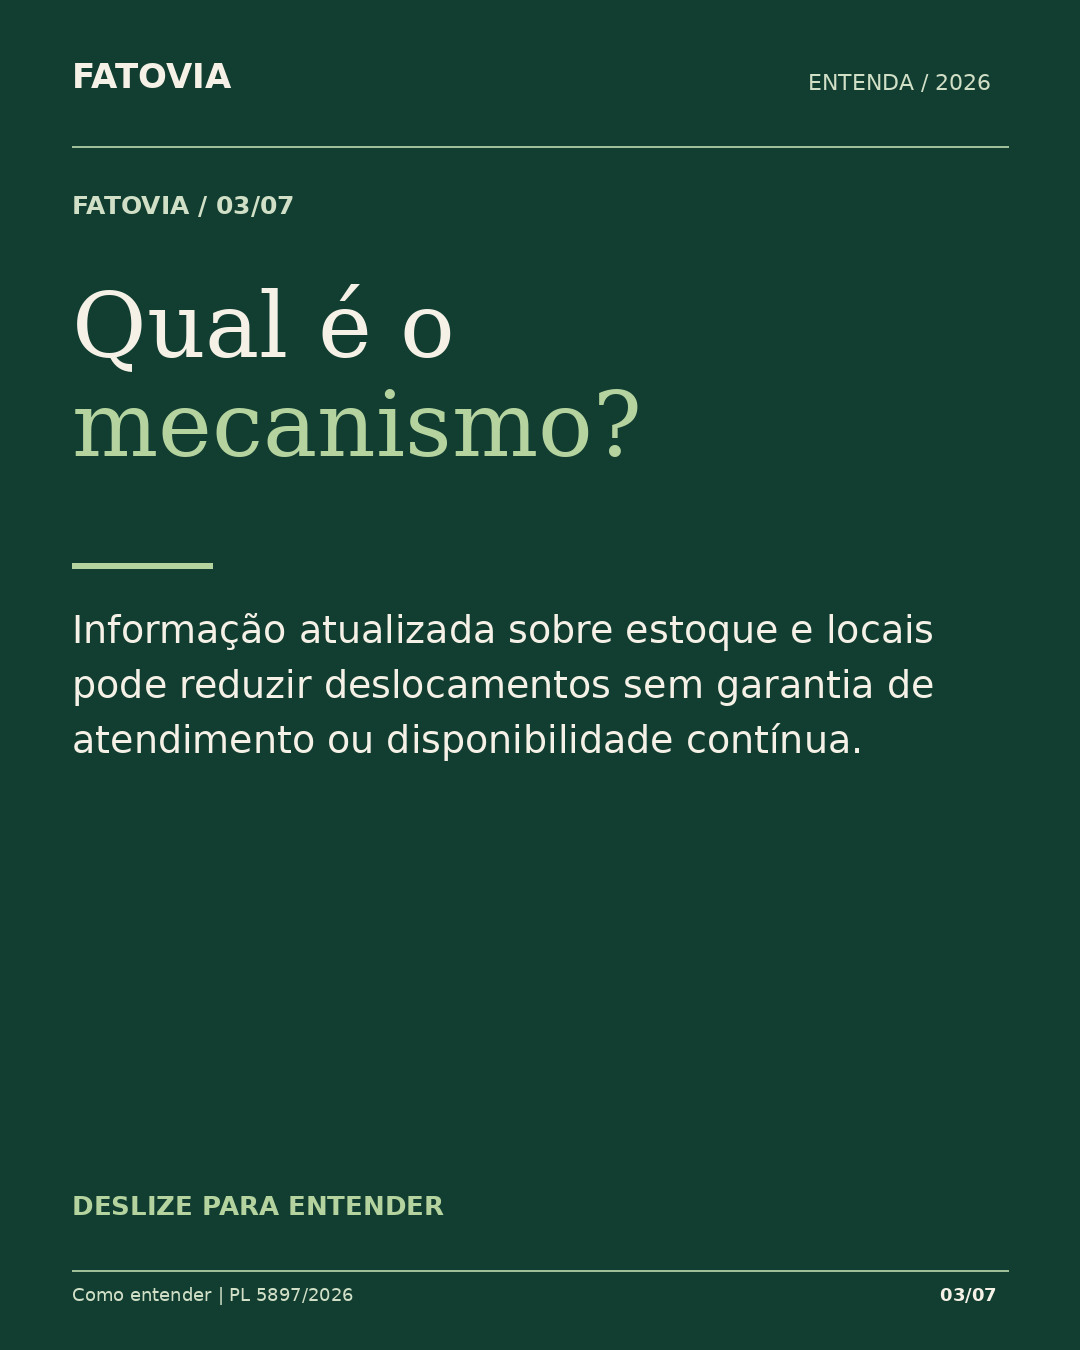 FATOVIA
ENTENDA / 2026
FATOVIA / 03/07
Qual é o
mecanismo?
Informação atualizada sobre estoque e locais
pode reduzir deslocamentos sem garantia de
atendimento ou disponibilidade contínua.
DESLIZE PARA ENTENDER
Como entender | PL 5897/2026
03/07